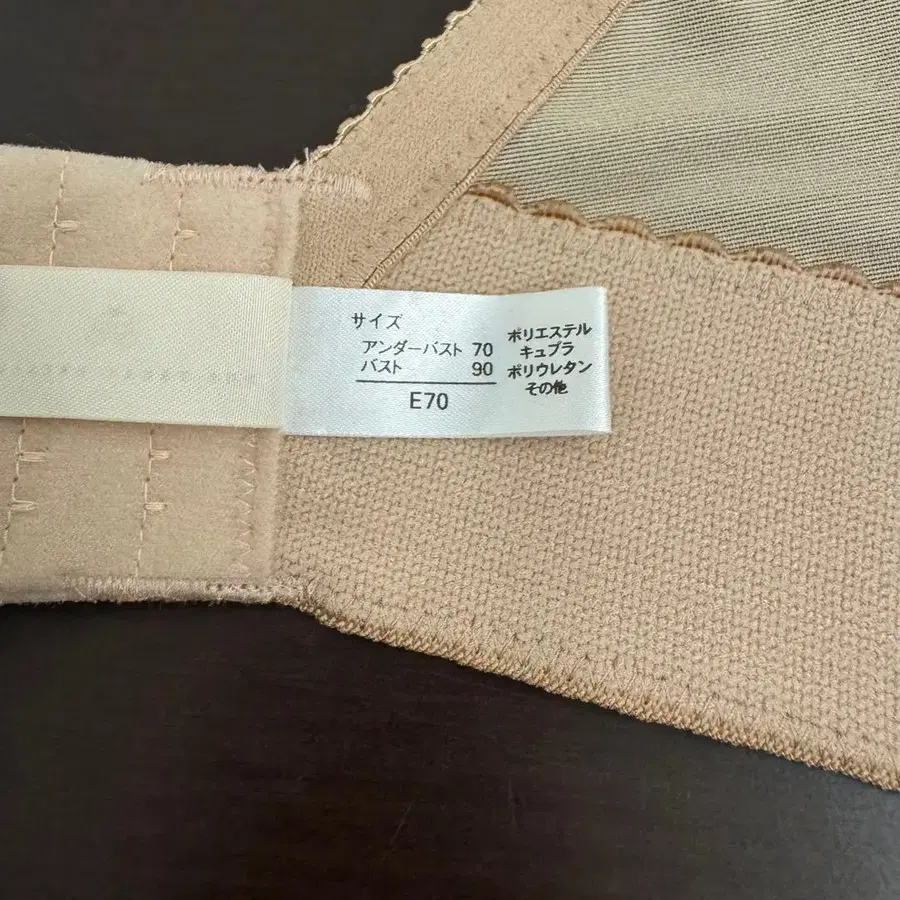 サイズ
アンダーバスト 70
バスト 90
E70
ポリエステル
キュプラ
ポリウレタン
その他